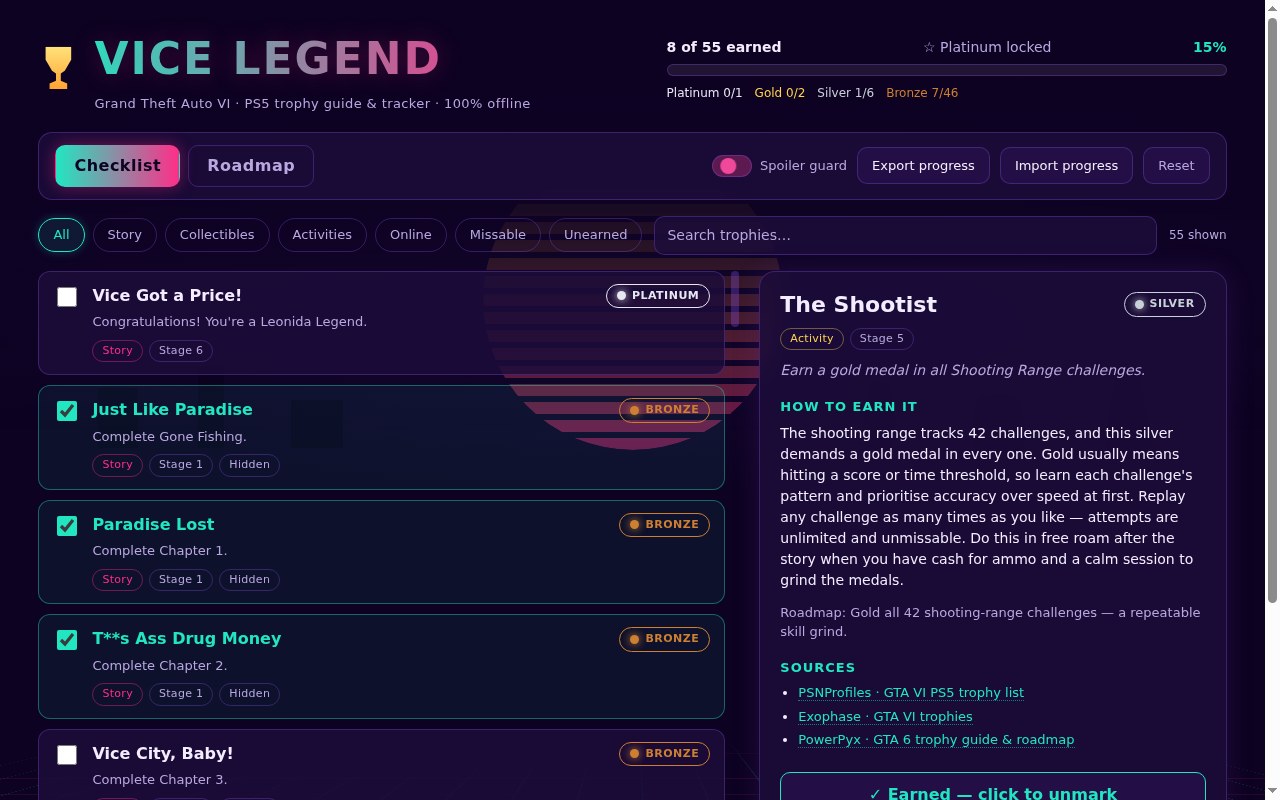 VICE LEGEND
Grand Theft Auto VI · PS5 trophy guide & tracker · 100% offline
8 of 55 earned
☆ Platinum locked
15%
Platinum 0/1 Gold 0/2 Silver 1/6 Bronze 7/46
Checklist
Roadmap
Spoiler guard
Export progress
Import progress
Reset
All
Story
Collectibles
Activities
Online
Missable
Unearned
Search trophies…
55 shown
Vice Got a Price!
PLATINUM
Congratulations! You're a Leonida Legend.
Story
Stage 6
Just Like Paradise
BRONZE
Complete Gone Fishing.
Story
Stage 1
Hidden
Paradise Lost
BRONZE
Complete Chapter 1.
Story
Stage 1
Hidden
T**s Ass Drug Money
BRONZE
Complete Chapter 2.
Story
Stage 1
Hidden
Vice City, Baby!
BRONZE
Complete Chapter 3.
The Shootist
SILVER
Activity
Stage 5
Earn a gold medal in all Shooting Range challenges.
HOW TO EARN IT
The shooting range tracks 42 challenges, and this silver
demands a gold medal in every one. Gold usually means
hitting a score or time threshold, so learn each challenge's
pattern and prioritise accuracy over speed at first. Replay
any challenge as many times as you like — attempts are
unlimited and unmissable. Do this in free roam after the
story when you have cash for ammo and a calm session to
grind the medals.
Roadmap: Gold all 42 shooting-range challenges — a repeatable
skill grind.
SOURCES
• PSNProfiles · GTA VI PS5 trophy list
• Exophase · GTA VI trophies
• PowerPyx · GTA 6 trophy guide & roadmap
✓ Earned — click to unmark